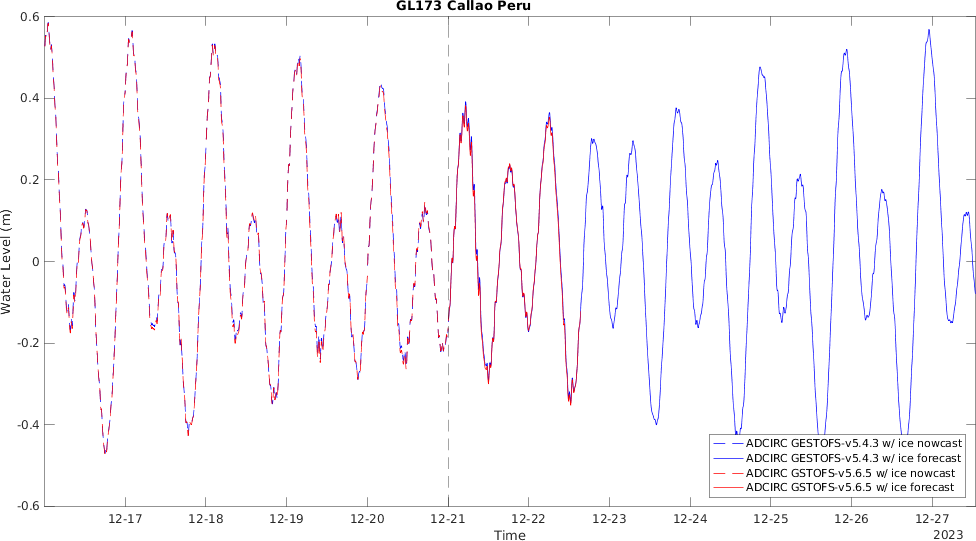 GL173 Callao Peru
0.6
0.4
0.2
0
-0.2
-0.4
-0.6
Water Level (m)
ADCIRC GESTOFS-v5.4.3 w/ ice nowcast
ADCIRC GESTOFS-v5.4.3 w/ ice forecast
ADCIRC GSTOFS-v5.6.5 w/ ice nowcast
ADCIRC GSTOFS-v5.6.5 w/ ice forecast
12-17 12-18 12-19 12-20 12-21 12-22 12-23 12-24 12-25 12-26 12-27
Time
2023